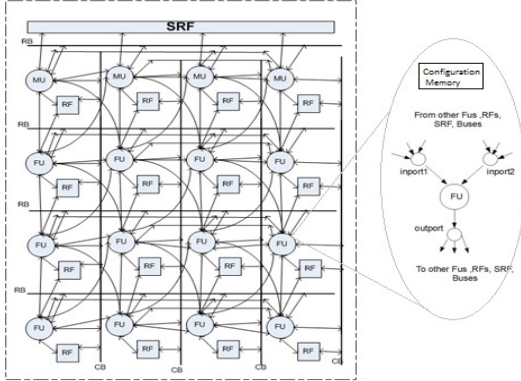 SRF
RB
MU MU MU MU
RF RF RF RF
RB
FU FU FU FU
RF RF RF RF
RB
FU FU FU FU
RF RF RF RF
RB
FU FU FU FU
RF RF RF RF
CB CB CB CB
Configuration
Memory
From other Fus ,RFs,
SRF, Buses
inport1 inport2
FU
outport
To other Fus ,RFs, SRF,
Buses